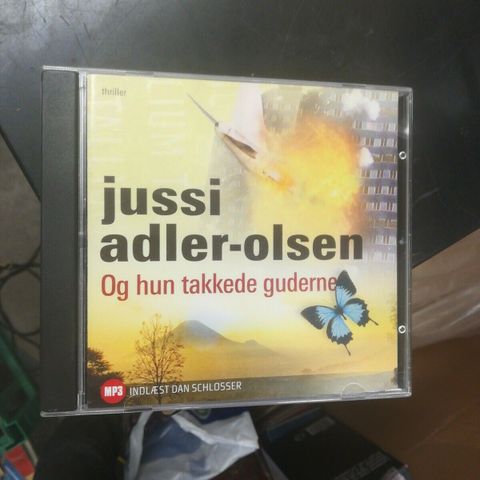 thriller
jussi
adler-olsen
Og hun takkede guderne
MP3 INDLÆST DAN SCHLOSSER